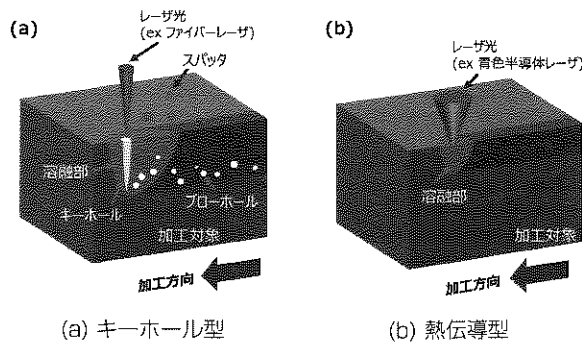 (a)
レーザ光
(ex ファイバーレーザ)
スパッタ
溶融部
キーホール
ブローホール
加工対象
加工方向
(a) キーホール型
(b)
レーザ光
(ex 青色半導体レーザ)
溶融部
加工対象
加工方向
(b) 熱伝導型